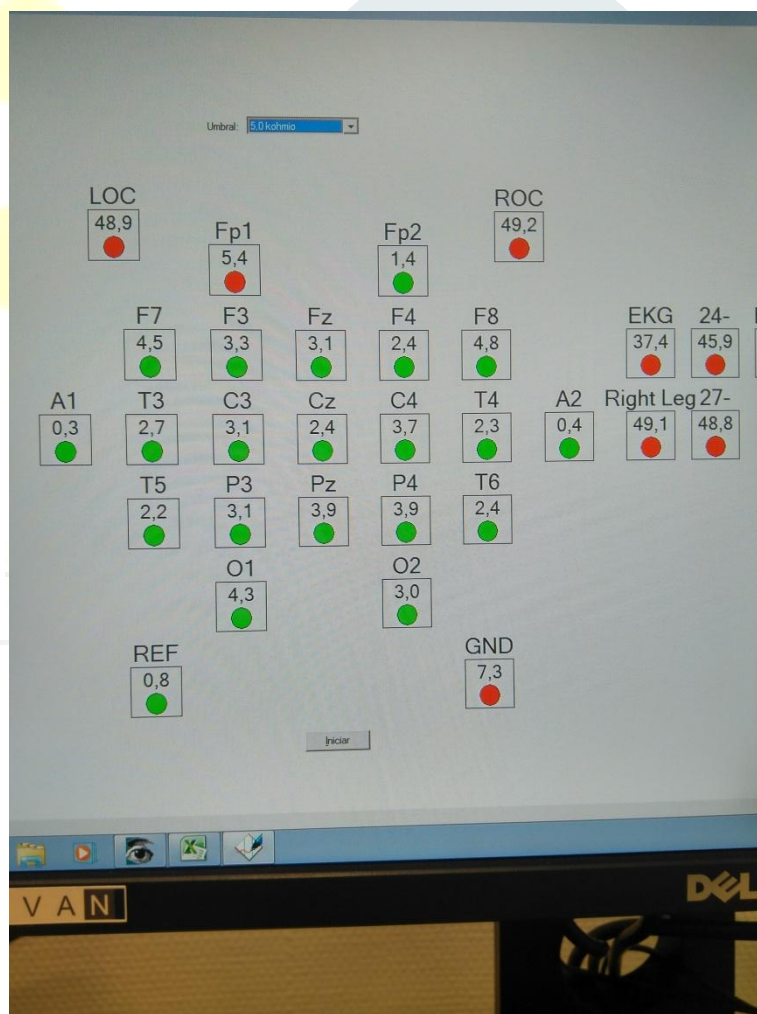 Umbral: 5.0 kohmio
LOC ROC
48,9 49,2
Fp1 Fp2
5,4 1,4
F7 F3 Fz F4 F8 EKG 24-
4,5 3,3 3,1 2,4 4,8 37,4 45,9
A1 T3 C3 Cz C4 T4 A2 Right Leg 27-
0,3 2,7 3,1 2,4 3,7 2,3 0,4 49,1 48,8
T5 P3 Pz P4 T6
2,2 3,1 3,9 3,9 2,4
O1 O2
4,3 3,0
REF GND
0,8 7,3
Iniciar
VAN DELL